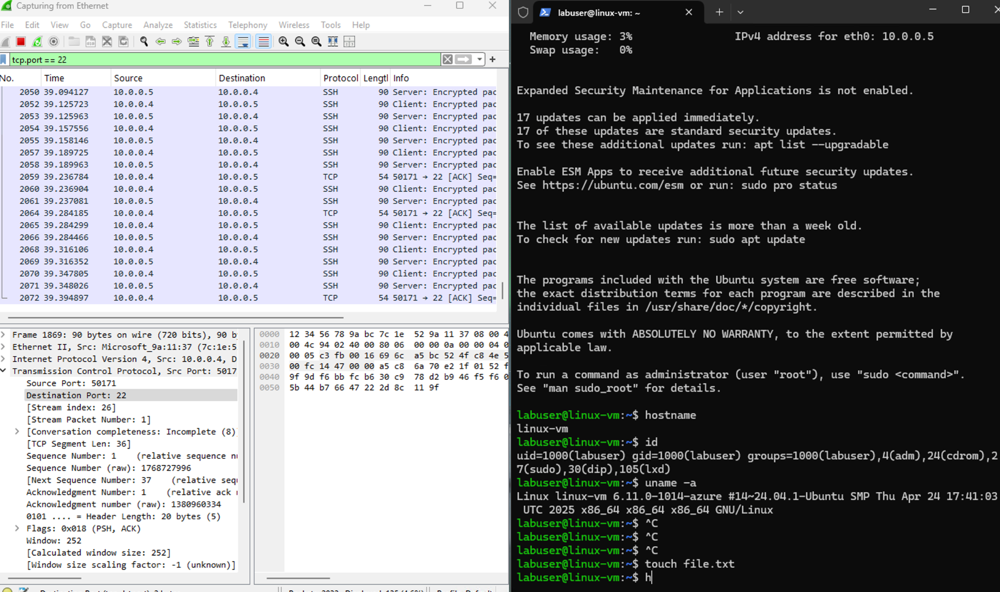 Capturing from Ethernet
File Edit View Go Capture Analyze Statistics Telephony Wireless Tools Help
tcp.port == 22
No. Time Source Destination Protocol Lengtl Info
2050 39.094127 10.0.0.5 10.0.0.4 SSH 90 Server: Encrypted pac
2052 39.125723 10.0.0.4 10.0.0.5 SSH 90 Client: Encrypted pac
2053 39.125963 10.0.0.5 10.0.0.4 SSH 90 Server: Encrypted pac
2054 39.157556 10.0.0.4 10.0.0.5 SSH 90 Client: Encrypted pac
2055 39.158146 10.0.0.5 10.0.0.4 SSH 90 Server: Encrypted pac
2057 39.189725 10.0.0.4 10.0.0.5 SSH 90 Client: Encrypted pac
2058 39.189963 10.0.0.5 10.0.0.4 SSH 90 Server: Encrypted pac
2059 39.236784 10.0.0.4 10.0.0.5 TCP 54 50171 → 22 [ACK] Seq=
2060 39.236904 10.0.0.4 10.0.0.5 SSH 90 Client: Encrypted pac
2061 39.237081 10.0.0.5 10.0.0.4 SSH 90 Server: Encrypted pac
2064 39.284185 10.0.0.4 10.0.0.5 TCP 54 50171 → 22 [ACK] Seq=
2065 39.284299 10.0.0.4 10.0.0.5 SSH 90 Client: Encrypted pac
2066 39.284466 10.0.0.5 10.0.0.4 SSH 90 Server: Encrypted pac
2068 39.316106 10.0.0.4 10.0.0.5 SSH 90 Client: Encrypted pac
2069 39.316352 10.0.0.5 10.0.0.4 SSH 90 Server: Encrypted pac
2070 39.347805 10.0.0.4 10.0.0.5 SSH 90 Client: Encrypted pac
2071 39.348026 10.0.0.5 10.0.0.4 SSH 90 Server: Encrypted pac
2072 39.394897 10.0.0.4 10.0.0.5 TCP 54 50171 → 22 [ACK] Seq=
Frame 1869: 90 bytes on wire (720 bits), 90 b
Ethernet II, Src: Microsoft_9a:11:37 (7c:1e:5
Internet Protocol Version 4, Src: 10.0.0.4, D
Transmission Control Protocol, Src Port: 5017
Source Port: 50171
Destination Port: 22
[Stream index: 26]
[Stream Packet Number: 1]
[Conversation completeness: Incomplete (8)]
[TCP Segment Len: 36]
Sequence Number: 1 (relative sequence nu
Sequence Number (raw): 1768727996
[Next Sequence Number: 37 (relative sequ
Acknowledgment Number: 1 (relative ack
Acknowledgment number (raw): 1380960334
0101 .... = Header Length: 20 bytes (5)
Flags: 0x018 (PSH, ACK)
Window: 252
[Calculated window size: 252]
[Window size scaling factor: -1 (unknown)]
0000 12 34 56 78 9a bc 7c 1e 52 9a 11 37 08 00 4
0010 00 4c 94 02 40 00 80 06 00 00 0a 00 00 04 0
0020 00 05 c3 fb 00 16 69 6c a5 bc 52 4f c8 4e 5
0030 00 fc 14 47 00 00 a5 c8 6a 70 e2 1f 01 52 f
0040 9f 9d f6 bb fc b6 30 c9 78 d2 b9 46 f5 f6 0
0050 5b 44 b7 66 47 22 2d 8c 11 9f
labuser@linux-vm: ~
Memory usage: 3% IPv4 address for eth0: 10.0.0.5
Swap usage: 0%
Expanded Security Maintenance for Applications is not enabled.
17 updates can be applied immediately.
17 of these updates are standard security updates.
To see these additional updates run: apt list --upgradable
Enable ESM Apps to receive additional future security updates.
See https://ubuntu.com/esm or run: sudo pro status
The list of available updates is more than a week old.
To check for new updates run: sudo apt update
The programs included with the Ubuntu system are free software;
the exact distribution terms for each program are described in the
individual files in /usr/share/doc/*/copyright.
Ubuntu comes with ABSOLUTELY NO WARRANTY, to the extent permitted by
applicable law.
To run a command as administrator (user "root"), use "sudo <command>".
See "man sudo_root" for details.
labuser@linux-vm:~$ hostname
linux-vm
labuser@linux-vm:~$ id
uid=1000(labuser) gid=1000(labuser) groups=1000(labuser),4(adm),24(cdrom),2
7(sudo),30(dip),105(lxd)
labuser@linux-vm:~$ uname -a
Linux linux-vm 6.11.0-1014-azure #14~24.04.1-Ubuntu SMP Thu Apr 24 17:41:03
UTC 2025 x86_64 x86_64 x86_64 GNU/Linux
labuser@linux-vm:~$ ^C
labuser@linux-vm:~$ ^C
labuser@linux-vm:~$ ^C
labuser@linux-vm:~$ touch file.txt
labuser@linux-vm:~$ h